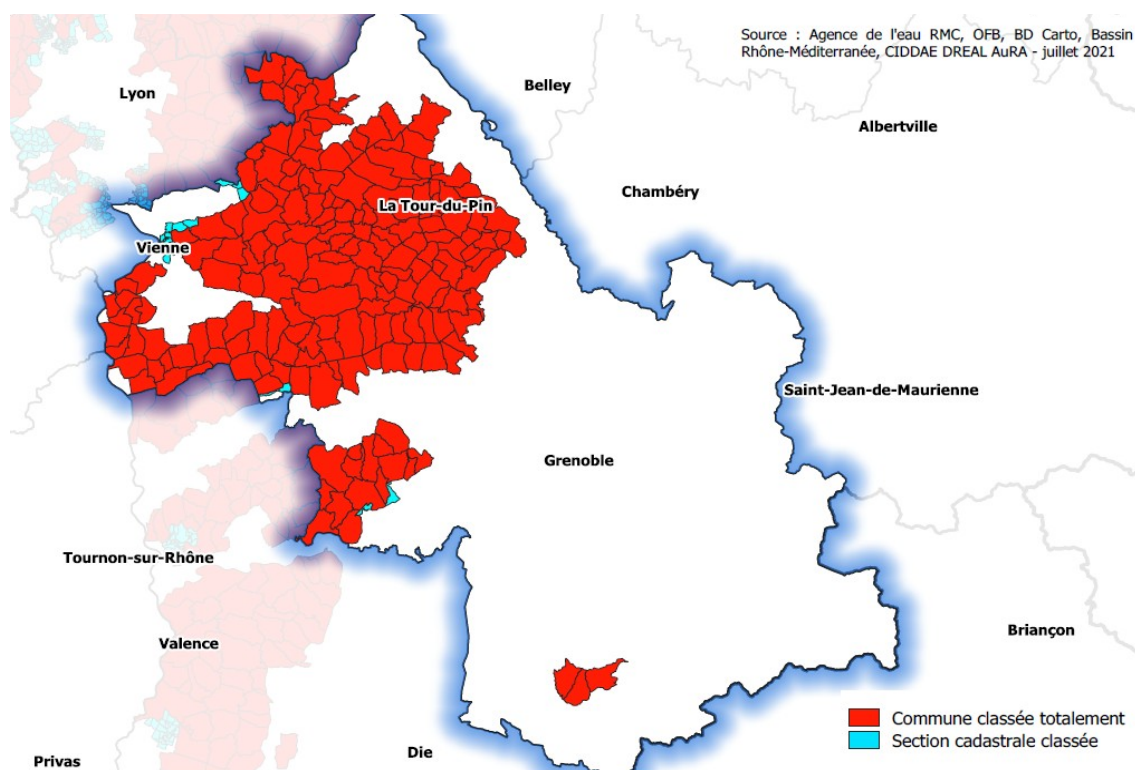 Source : Agence de l'eau RMC, OFB, BD Carto, Bassin
Rhône-Méditerranée, CIDDAE DREAL AuRA - juillet 2021
Lyon
Belley
Albertville
Chambéry
La Tour-du-Pin
Vienne
Saint-Jean-de-Maurienne
Grenoble
Tournon-sur-Rhône
Valence
Briançon
Commune classée totalement
Section cadastrale classée
Die
Privas